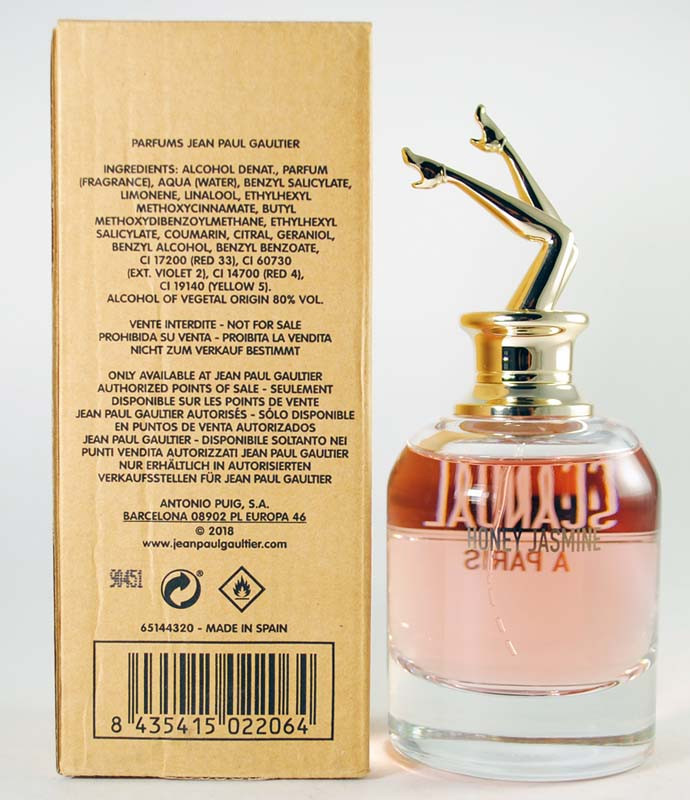 PARFUMS JEAN PAUL GAULTIER
INGREDIENTS: ALCOHOL DENAT., PARFUM
(FRAGRANCE), AQUA (WATER), BENZYL SALICYLATE,
LIMONENE, LINALOOL, ETHYLHEXYL
METHOXYCINNAMATE, BUTYL
METHOXYDIBENZOYLMETHANE, ETHYLHEXYL
SALICYLATE, COUMARIN, CITRAL, GERANIOL,
BENZYL ALCOHOL, BENZYL BENZOATE,
CI 17200 (RED 33), CI 60730
(EXT. VIOLET 2), CI 14700 (RED 4),
CI 19140 (YELLOW 5).
ALCOHOL OF VEGETAL ORIGIN 80% VOL.
VENTE INTERDITE - NOT FOR SALE
PROHIBIDA SU VENTA - PROIBITA LA VENDITA
NICHT ZUM VERKAUF BESTIMMT
ONLY AVAILABLE AT JEAN PAUL GAULTIER
AUTHORIZED POINTS OF SALE - SEULEMENT
DISPONIBLE SUR LES POINTS DE VENTE
JEAN PAUL GAULTIER AUTORISÉS - SÓLO DISPONIBLE
EN PUNTOS DE VENTA AUTORIZADOS
JEAN PAUL GAULTIER - DISPONIBILE SOLTANTO NEI
PUNTI VENDITA AUTORIZZATI JEAN PAUL GAULTIER
NUR ERHÄLTLICH IN AUTORISIERTEN
VERKAUFSSTELLEN FÜR JEAN PAUL GAULTIER
ANTONIO PUIG, S.A.
BARCELONA 08902 PL EUROPA 46
© 2018
www.jeanpaulgaultier.com
90451
65144320 - MADE IN SPAIN
8 435415 022064
SCANDAL
HONEY JASMINE
A PARIS